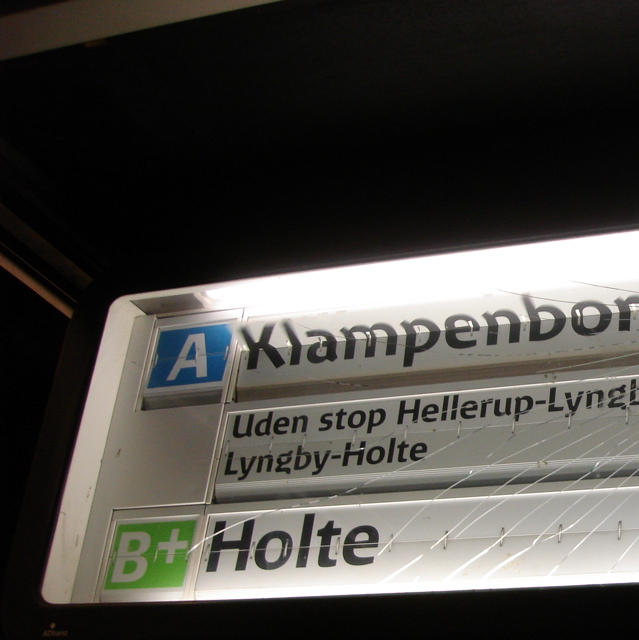 A Klampenbor
Uden stop Hellerup-Lyngb
Lyngby-Holte
B+ Holte